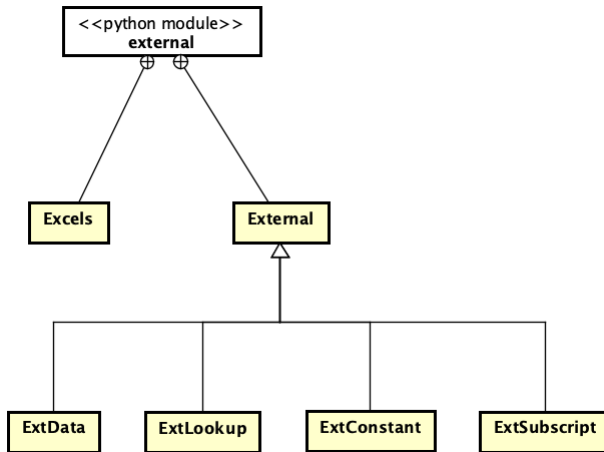 <<python module>>
external
Excels
External
ExtData
ExtLookup
ExtConstant
ExtSubscript